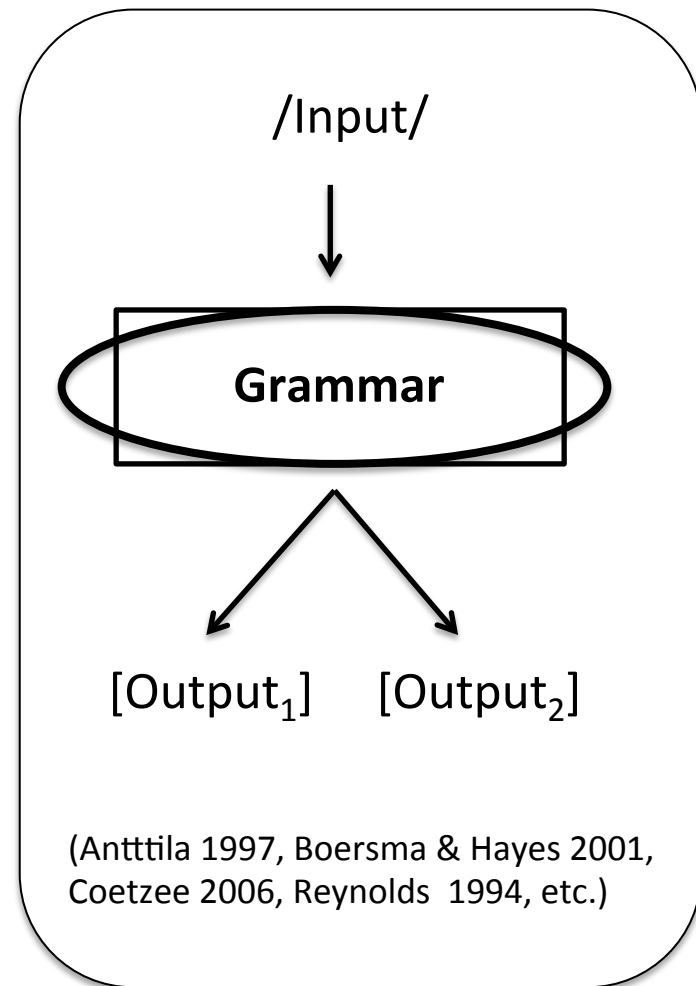 /Input/
Grammar
[Output₁] [Output₂]
(Antttila 1997, Boersma & Hayes 2001,
Coetzee 2006, Reynolds 1994, etc.)